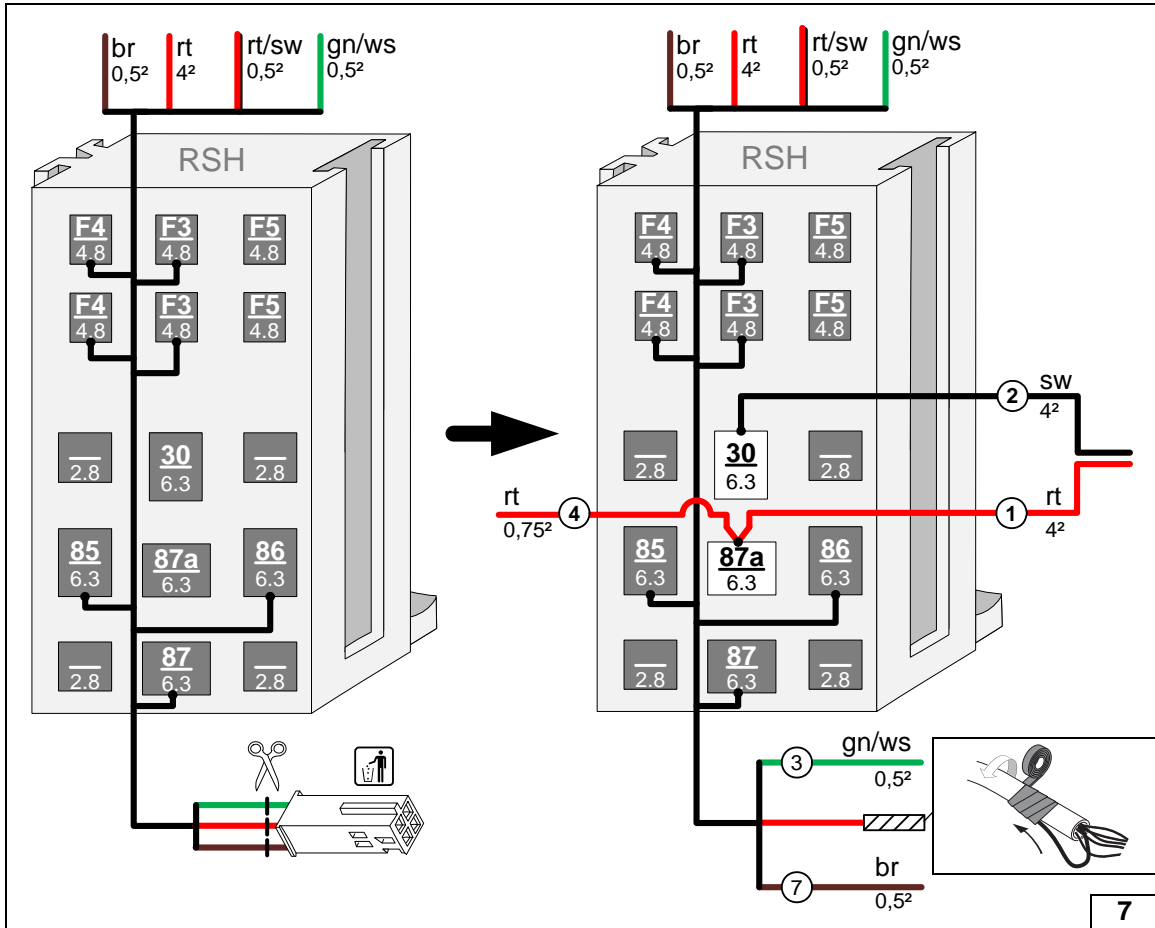 br rt rt/sw gn/ws
0,5² 4² 0,5² 0,5²
RSH
F4 F3 F5
4.8 4.8 4.8
F4 F3 F5
4.8 4.8 4.8
30
2.8 6.3 2.8
85 87a 86
6.3 6.3 6.3
87
2.8 6.3 2.8
br rt rt/sw gn/ws
0,5² 4² 0,5² 0,5²
RSH
F4 F3 F5
4.8 4.8 4.8
F4 F3 F5
4.8 4.8 4.8
2 sw
4²
30
2.8 6.3 2.8
rt 4
0,75²
1 rt
4²
85 87a 86
6.3 6.3 6.3
87
2.8 6.3 2.8
3 gn/ws
0,5²
7 br
0,5²
7